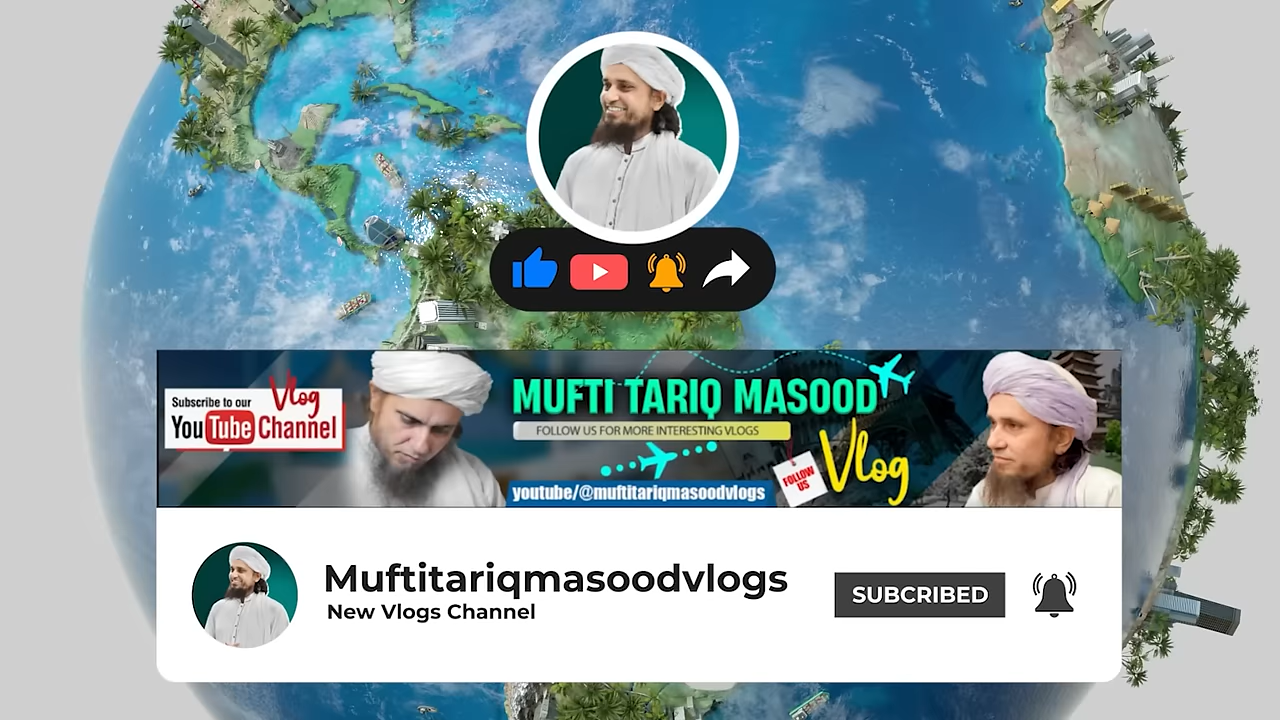 Subscribe to our Vlog
YouTube Channel
MUFTI TARIQ MASOOD
FOLLOW US FOR MORE INTERESTING VLOGS
FOLLOW
US
Vlog
youtube/@muftitariqmasoodvlogs
Muftitariqmasoodvlogs
New Vlogs Channel
SUBCRIBED